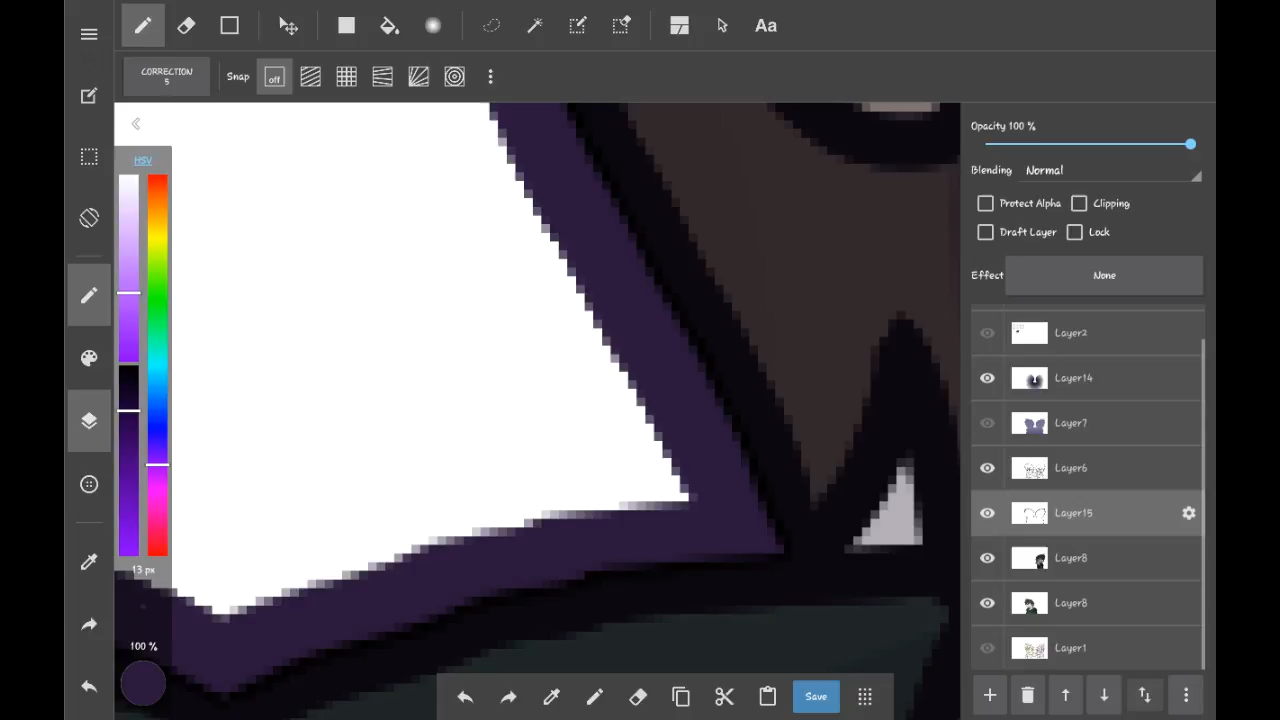 Aa
CORRECTION
5
Snap
off
HSV
Opacity 100 %
Blending Normal
Protect Alpha Clipping
Draft Layer Lock
Effect None
Layer2
Layer14
Layer7
Layer6
Layer15
Layer8
Layer8
Layer1
13 px
100 %
Save